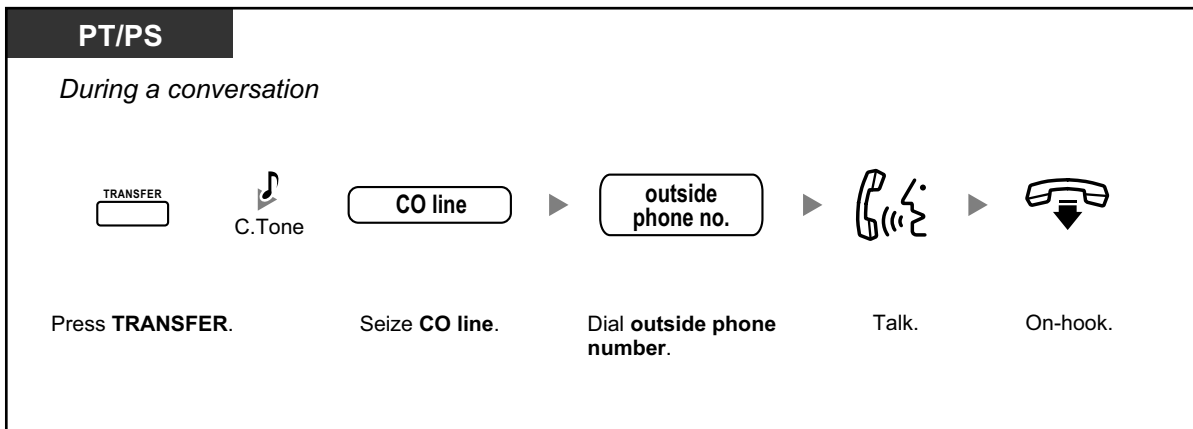 PT/PS
During a conversation
TRANSFER
C.Tone
CO line
outside
phone no.
Press TRANSFER.
Seize CO line.
Dial outside phone
number.
Talk.
On-hook.